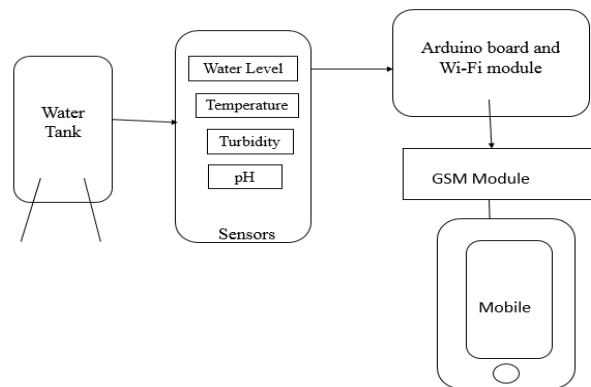 Water
Tank
Water Level
Temperature
Turbidity
pH
Sensors
Arduino board and
Wi-Fi module
GSM Module
Mobile